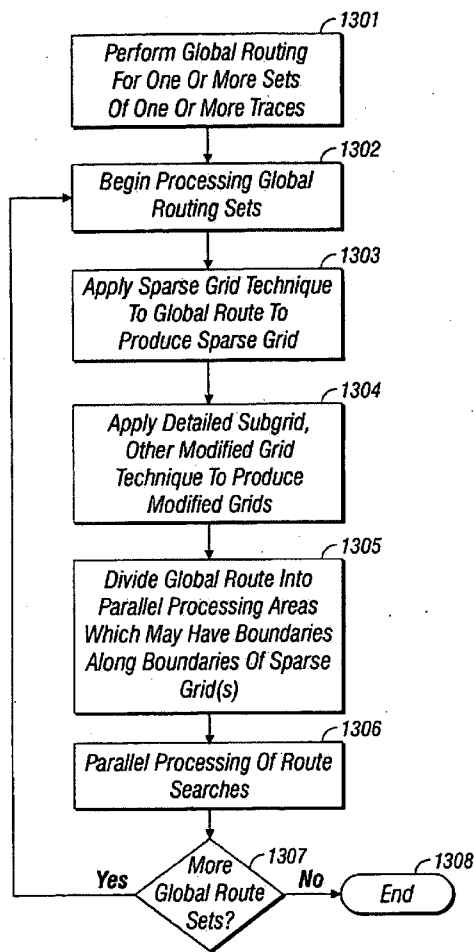 1301
Perform Global Routing
For One Or More Sets
Of One Or More Traces
1302
Begin Processing Global
Routing Sets
1303
Apply Sparse Grid Technique
To Global Route To
Produce Sparse Grid
1304
Apply Detailed Subgrid,
Other Modified Grid
Technique To Produce
Modified Grids
1305
Divide Global Route Into
Parallel Processing Areas
Which May Have Boundaries
Along Boundaries Of Sparse
Grid(s)
1306
Parallel Processing Of Route
Searches
1307
More
Global Route
Sets?
Yes
No
1308
End